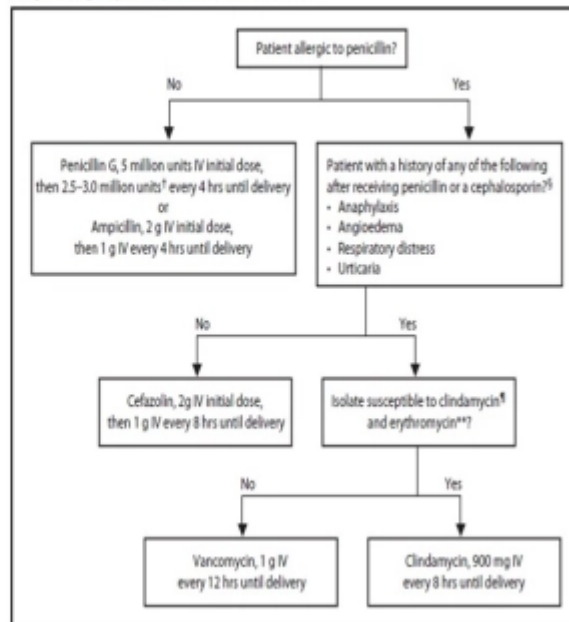 Patient allergic to penicillin?
No
Yes
Penicillin G, 5 million units IV initial dose,
then 2.5–3.0 million units† every 4 hrs until delivery
or
Ampicillin, 2 g IV initial dose,
then 1 g IV every 4 hrs until delivery
Patient with a history of any of the following
after receiving penicillin or a cephalosporin?§
• Anaphylaxis
• Angioedema
• Respiratory distress
• Urticaria
No
Yes
Cefazolin, 2g IV initial dose,
then 1 g IV every 8 hrs until delivery
Isolate susceptible to clindamycin¶
and erythromycin**?
No
Yes
Vancomycin, 1 g IV
every 12 hrs until delivery
Clindamycin, 900 mg IV
every 8 hrs until delivery